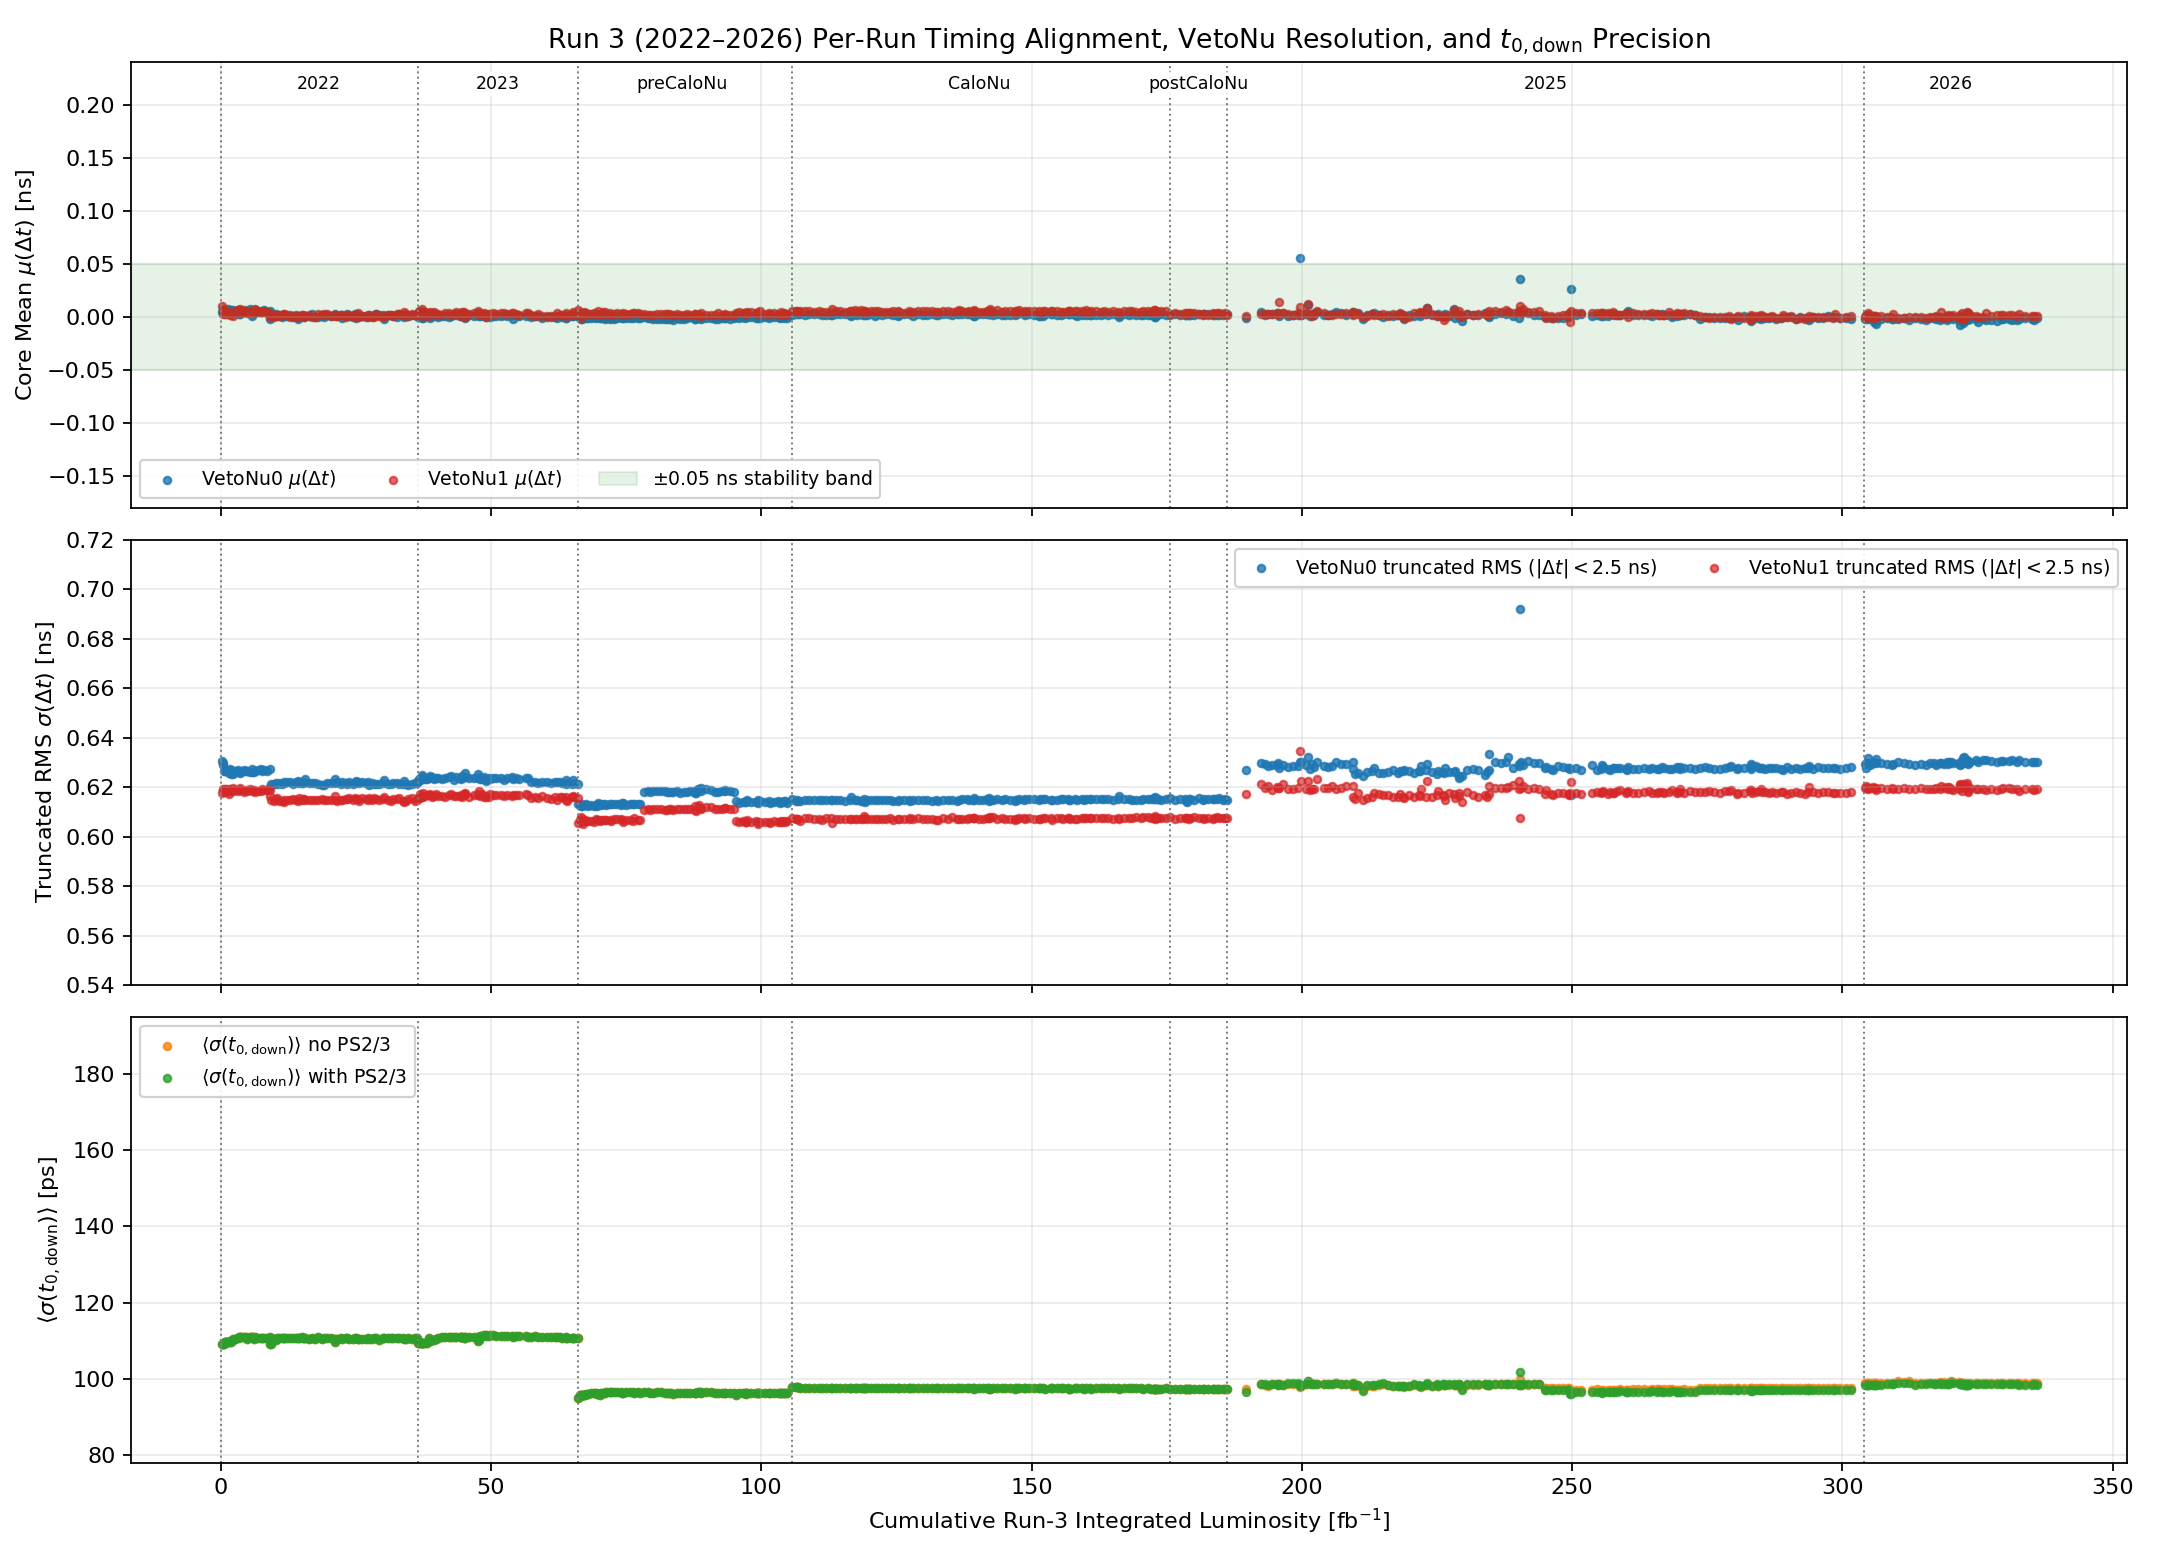 Run 3 (2022–2026) Per-Run Timing Alignment, VetoNu Resolution, and t0,down Precision
2022 2023 preCaloNu CaloNu postCaloNu 2025 2026
Core Mean μ(Δt) [ns]
0.20
0.15
0.10
0.05
0.00
−0.05
−0.10
−0.15
VetoNu0 μ(Δt) VetoNu1 μ(Δt) ±0.05 ns stability band
Truncated RMS σ(Δt) [ns]
0.72
0.70
0.68
0.66
0.64
0.62
0.60
0.58
0.56
0.54
VetoNu0 truncated RMS (|Δt| < 2.5 ns) VetoNu1 truncated RMS (|Δt| < 2.5 ns)
⟨σ(t0,down)⟩ [ps]
⟨σ(t0,down)⟩ no PS2/3
⟨σ(t0,down)⟩ with PS2/3
180
160
140
120
100
80
0 50 100 150 200 250 300 350
Cumulative Run-3 Integrated Luminosity [fb⁻¹]